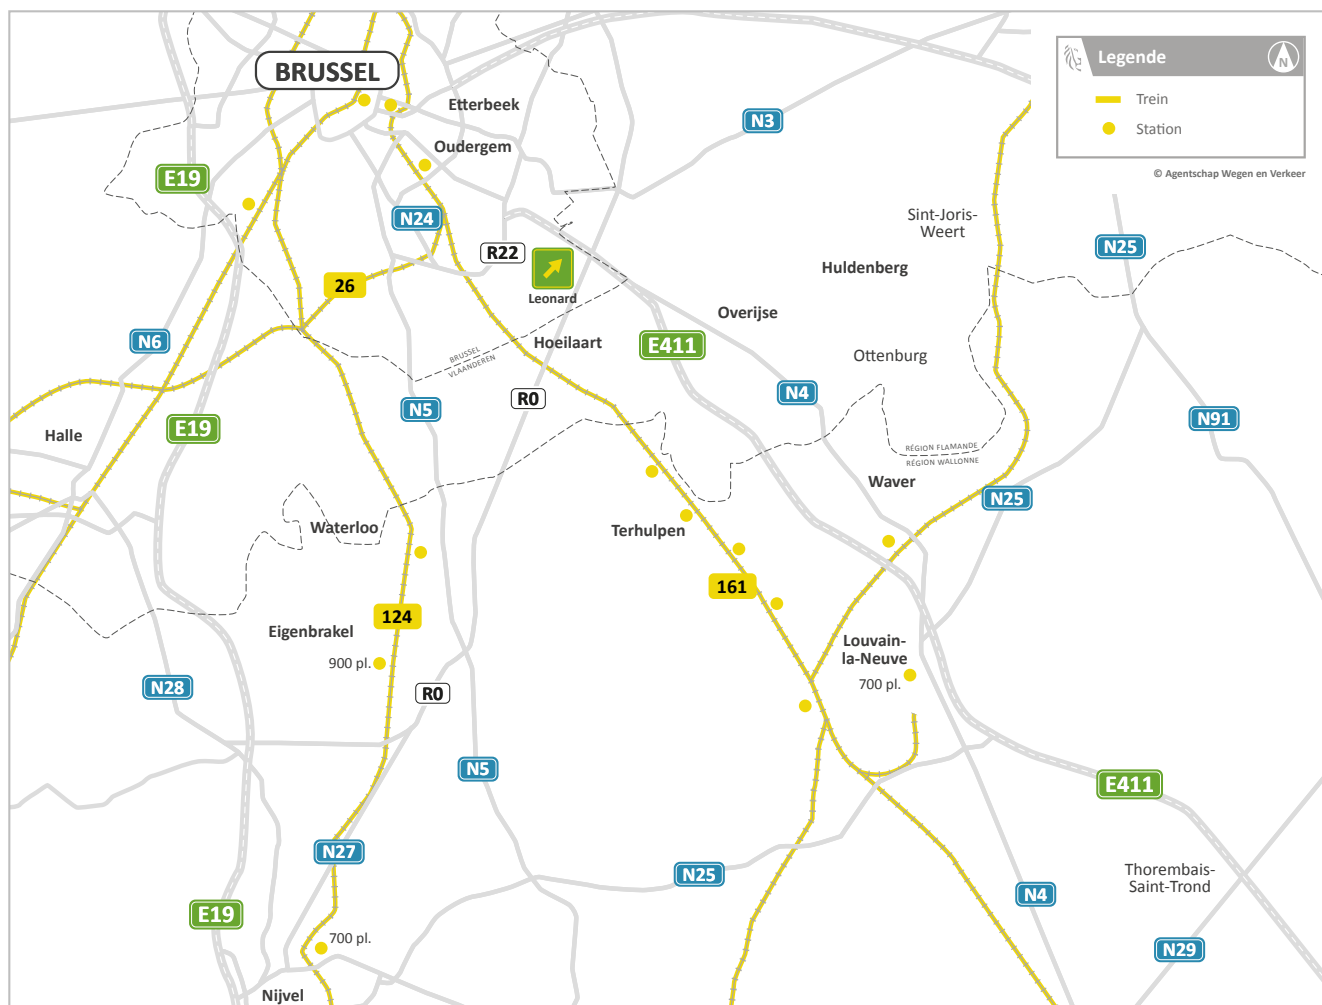 BRUSSEL
Legende
N
Trein
Station
© Agentschap Wegen en Verkeer
Etterbeek
N3
Oudergem
E19
N24
Sint-Joris-
Weert
N25
R22
Huldenberg
26
Leonard
Overijse
N6
Hoeilaart
E411
BRUSSEL
VLAANDEREN
Ottenburg
N4
R0
N5
N91
E19
Halle
RÉGION FLAMANDE
RÉGION WALLONNE
Waver
N25
Waterloo
Terhulpen
161
124
Eigenbrakel
900 pl.
Louvain-
la-Neuve
700 pl.
N28
R0
N5
E411
N27
N25
Thorembais-
Saint-Trond
N4
E19
700 pl.
N29
Nijvel